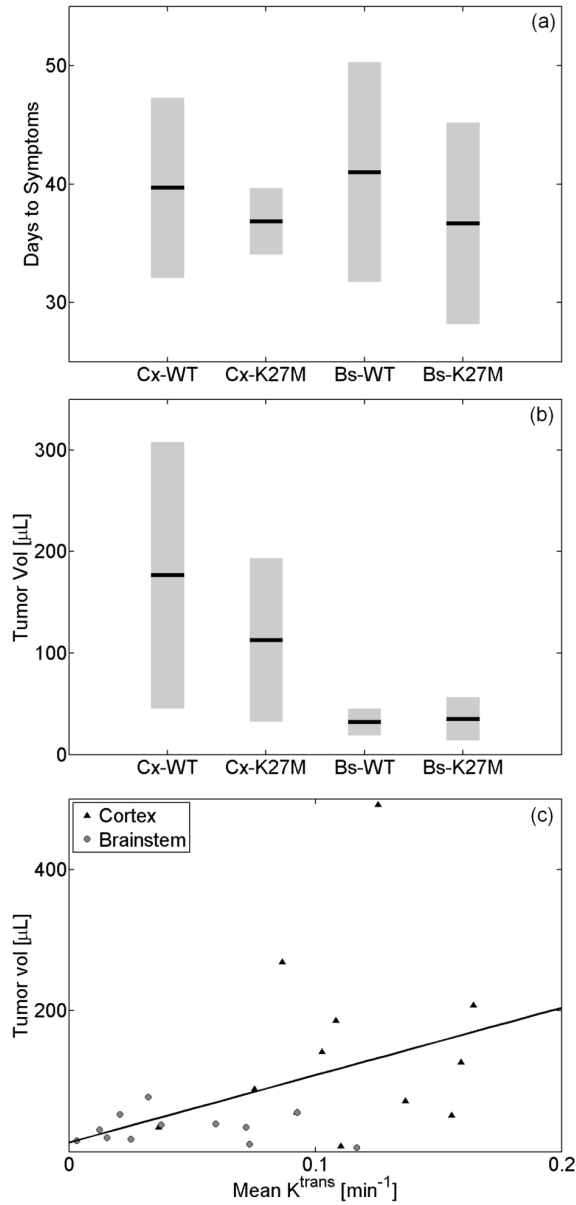 (a)
50
40
30
Days to Symptoms
Cx-WT Cx-K27M Bs-WT Bs-K27M
(b)
300
200
100
0
Tumor Vol [μL]
Cx-WT Cx-K27M Bs-WT Bs-K27M
(c)
Cortex
Brainstem
400
200
Tumor vol [μL]
0 0.1 0.2
Mean K^trans [min^-1]